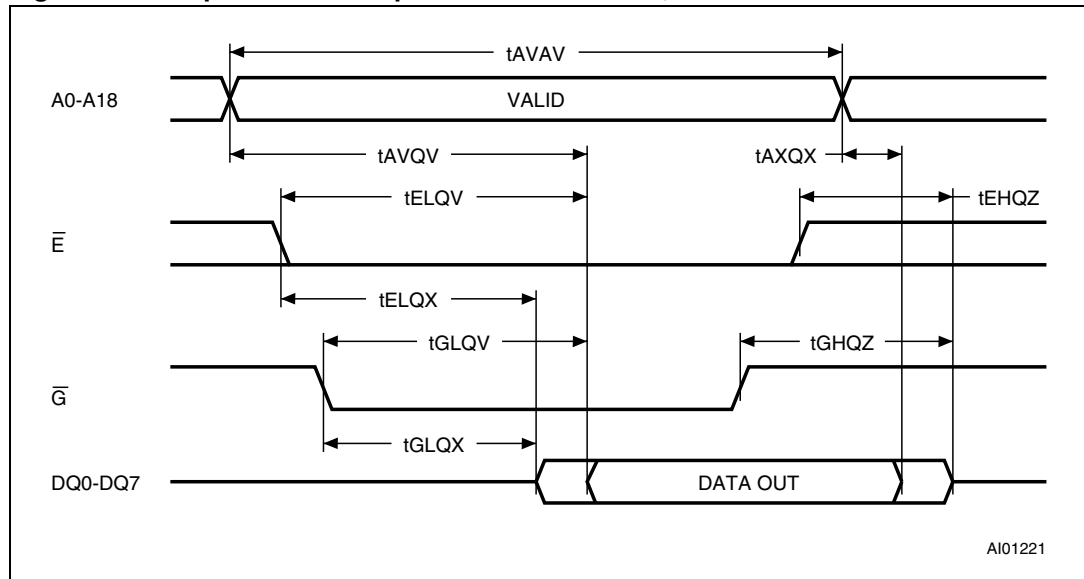 tAVAV
A0-A18
VALID
tAVQV
tAXQX
tELQV
tEHQZ
E̅
tELQX
tGLQV
tGHQZ
G̅
tGLQX
DQ0-DQ7
DATA OUT
AI01221